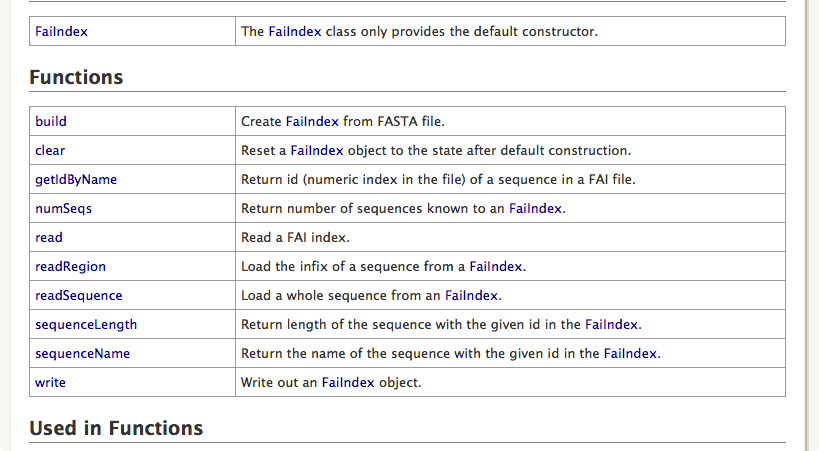 FaiIndex The FaiIndex class only provides the default constructor.
Functions
build Create FaiIndex from FASTA file.
clear Reset a FaiIndex object to the state after default construction.
getIdByName Return id (numeric index in the file) of a sequence in a FAI file.
numSeqs Return number of sequences known to an FaiIndex.
read Read a FAI index.
readRegion Load the infix of a sequence from a FaiIndex.
readSequence Load a whole sequence from an FaiIndex.
sequenceLength Return length of the sequence with the given id in the FaiIndex.
sequenceName Return the name of the sequence with the given id in the FaiIndex.
write Write out an FaiIndex object.
Used in Functions